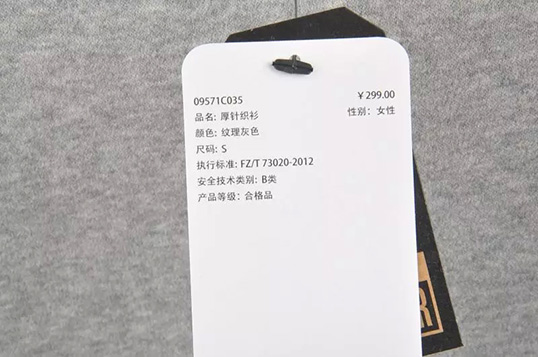 09571C035 ￥299.00
品名: 厚针织衫 性别: 女性
颜色: 纹理灰色
尺码: S
执行标准: FZ/T 73020-2012
安全技术类别: B类
产品等级: 合格品
R